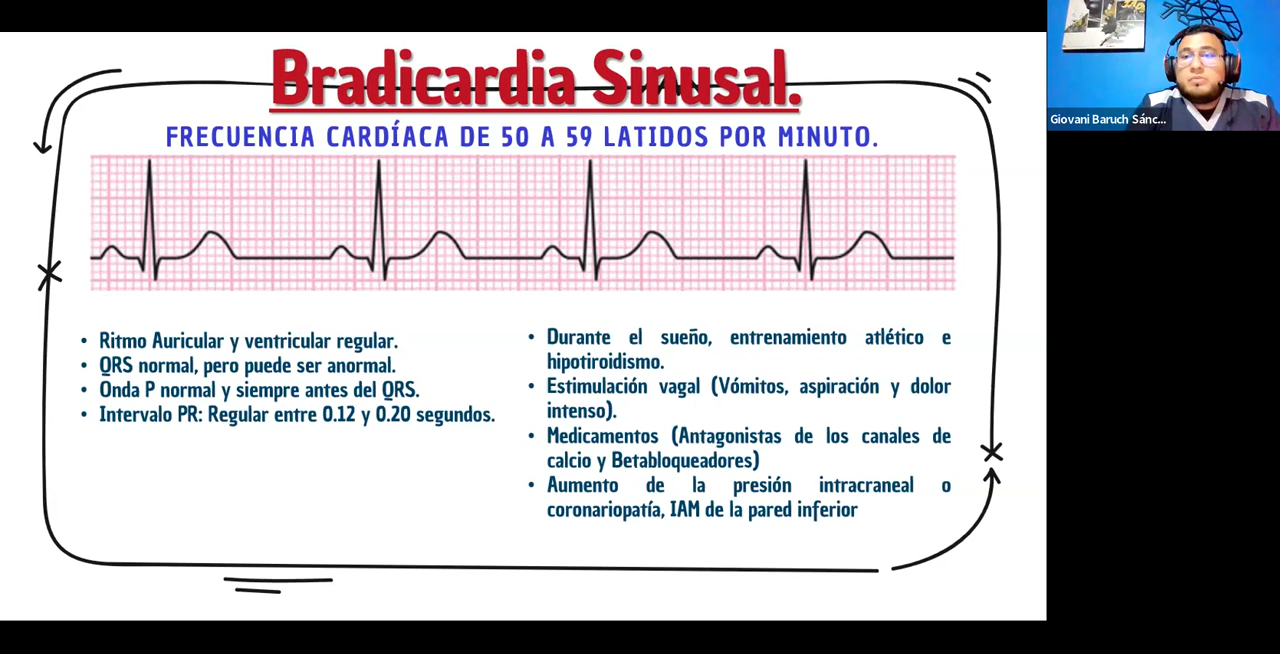 Bradicardia Sinusal.
FRECUENCIA CARDÍACA DE 50 A 59 LATIDOS POR MINUTO.
• Ritmo Auricular y ventricular regular.
• QRS normal, pero puede ser anormal.
• Onda P normal y siempre antes del QRS.
• Intervalo PR: Regular entre 0.12 y 0.20 segundos.
• Durante el sueño, entrenamiento atlético e
hipotiroidismo.
• Estimulación vagal (Vómitos, aspiración y dolor
intenso).
• Medicamentos (Antagonistas de los canales de
calcio y Betabloqueadores)
• Aumento de la presión intracraneal o
coronariopatía, IAM de la pared inferior
Giovani Baruch Sánc...